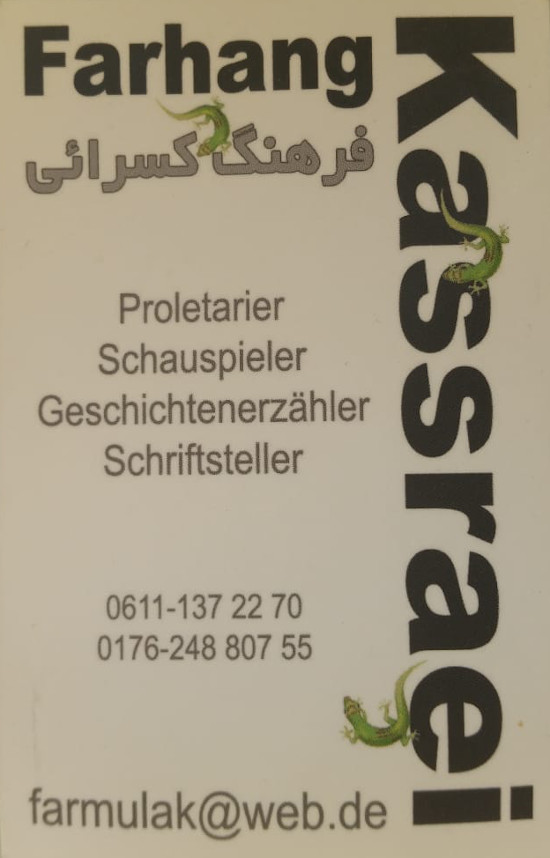 Farhang
Kassraei
فرهنگ کسرائی
Proletarier
Schauspieler
Geschichtenerzähler
Schriftsteller
0611-137 22 70
0176-248 807 55
farmulak@web.de